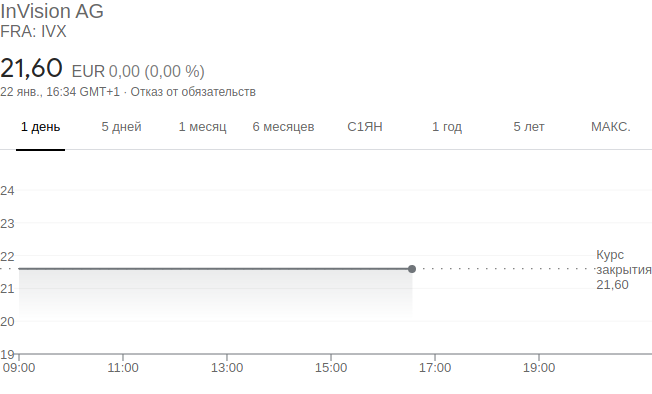 InVision AG
FRA: IVX
21,60 EUR 0,00 (0,00 %)
22 янв., 16:34 GMT+1 · Отказ от обязательств
1 день 5 дней 1 месяц 6 месяцев С1ЯН 1 год 5 лет МАКС.
24
23
22
21
20
19
Курс
закрытия
21,60
09:00 11:00 13:00 15:00 17:00 19:00